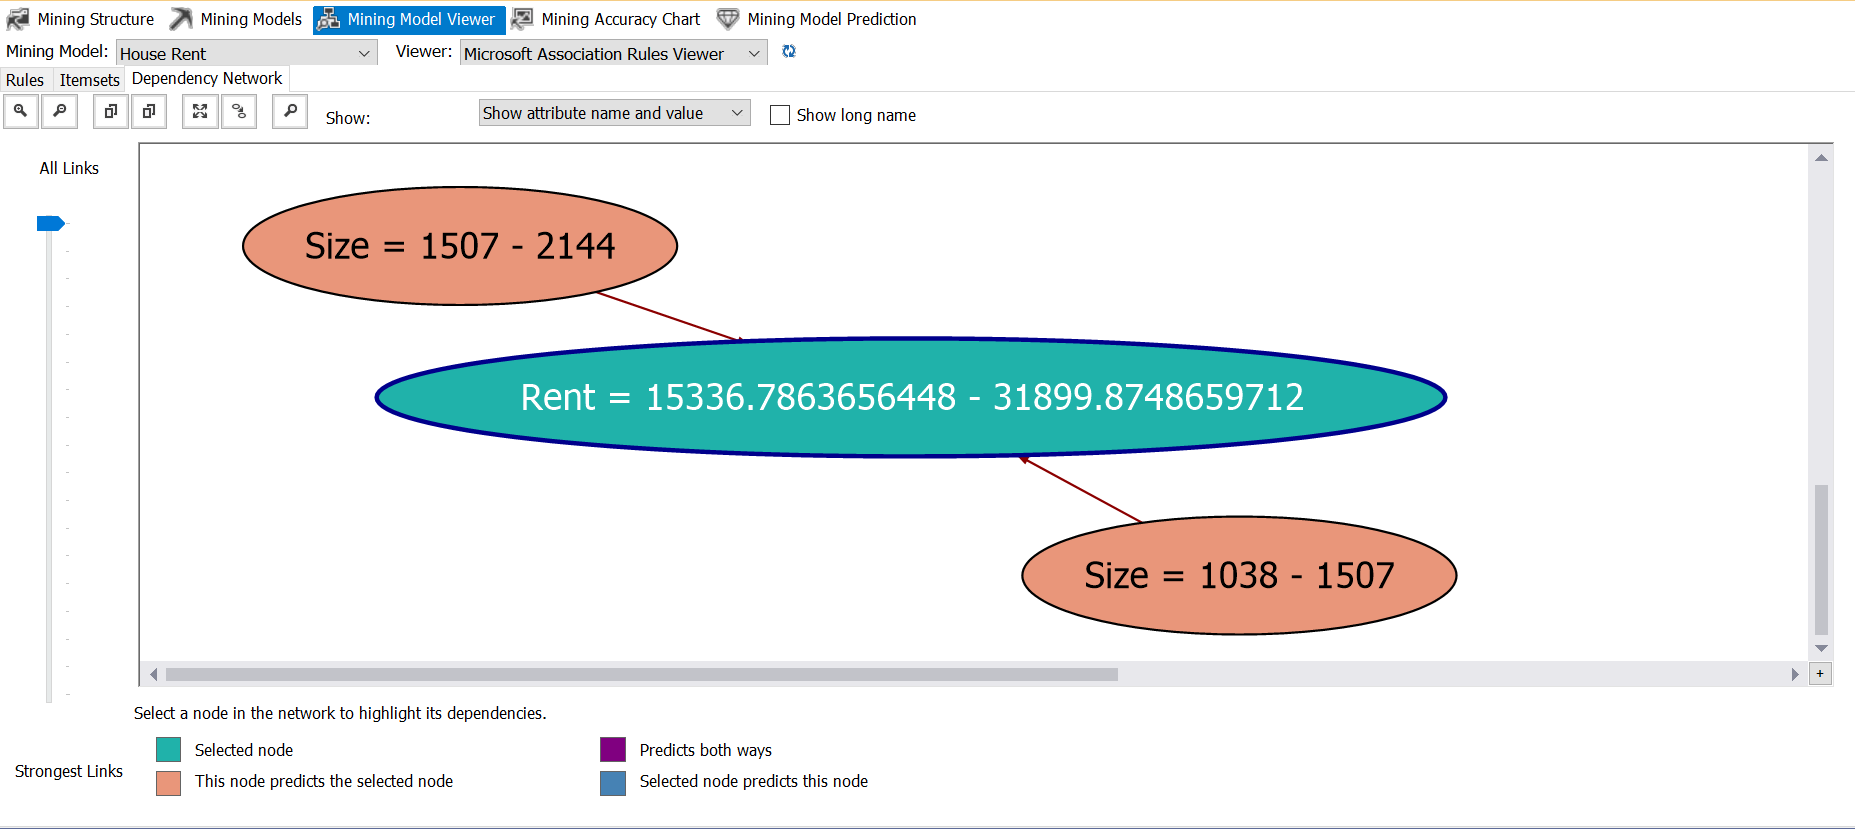 Mining Structure Mining Models Mining Model Viewer Mining Accuracy Chart Mining Model Prediction
Mining Model: House Rent Viewer: Microsoft Association Rules Viewer
Rules Itemsets Dependency Network
Show: Show attribute name and value Show long name
All Links
Size = 1507 - 2144
Rent = 15336.7863656448 - 31899.8748659712
Size = 1038 - 1507
+
Select a node in the network to highlight its dependencies.
Selected node Predicts both ways
Strongest Links
This node predicts the selected node Selected node predicts this node